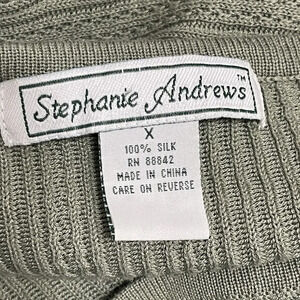 Stephanie Andrews™
X
100% SILK
RN 88842
MADE IN CHINA
CARE ON REVERSE